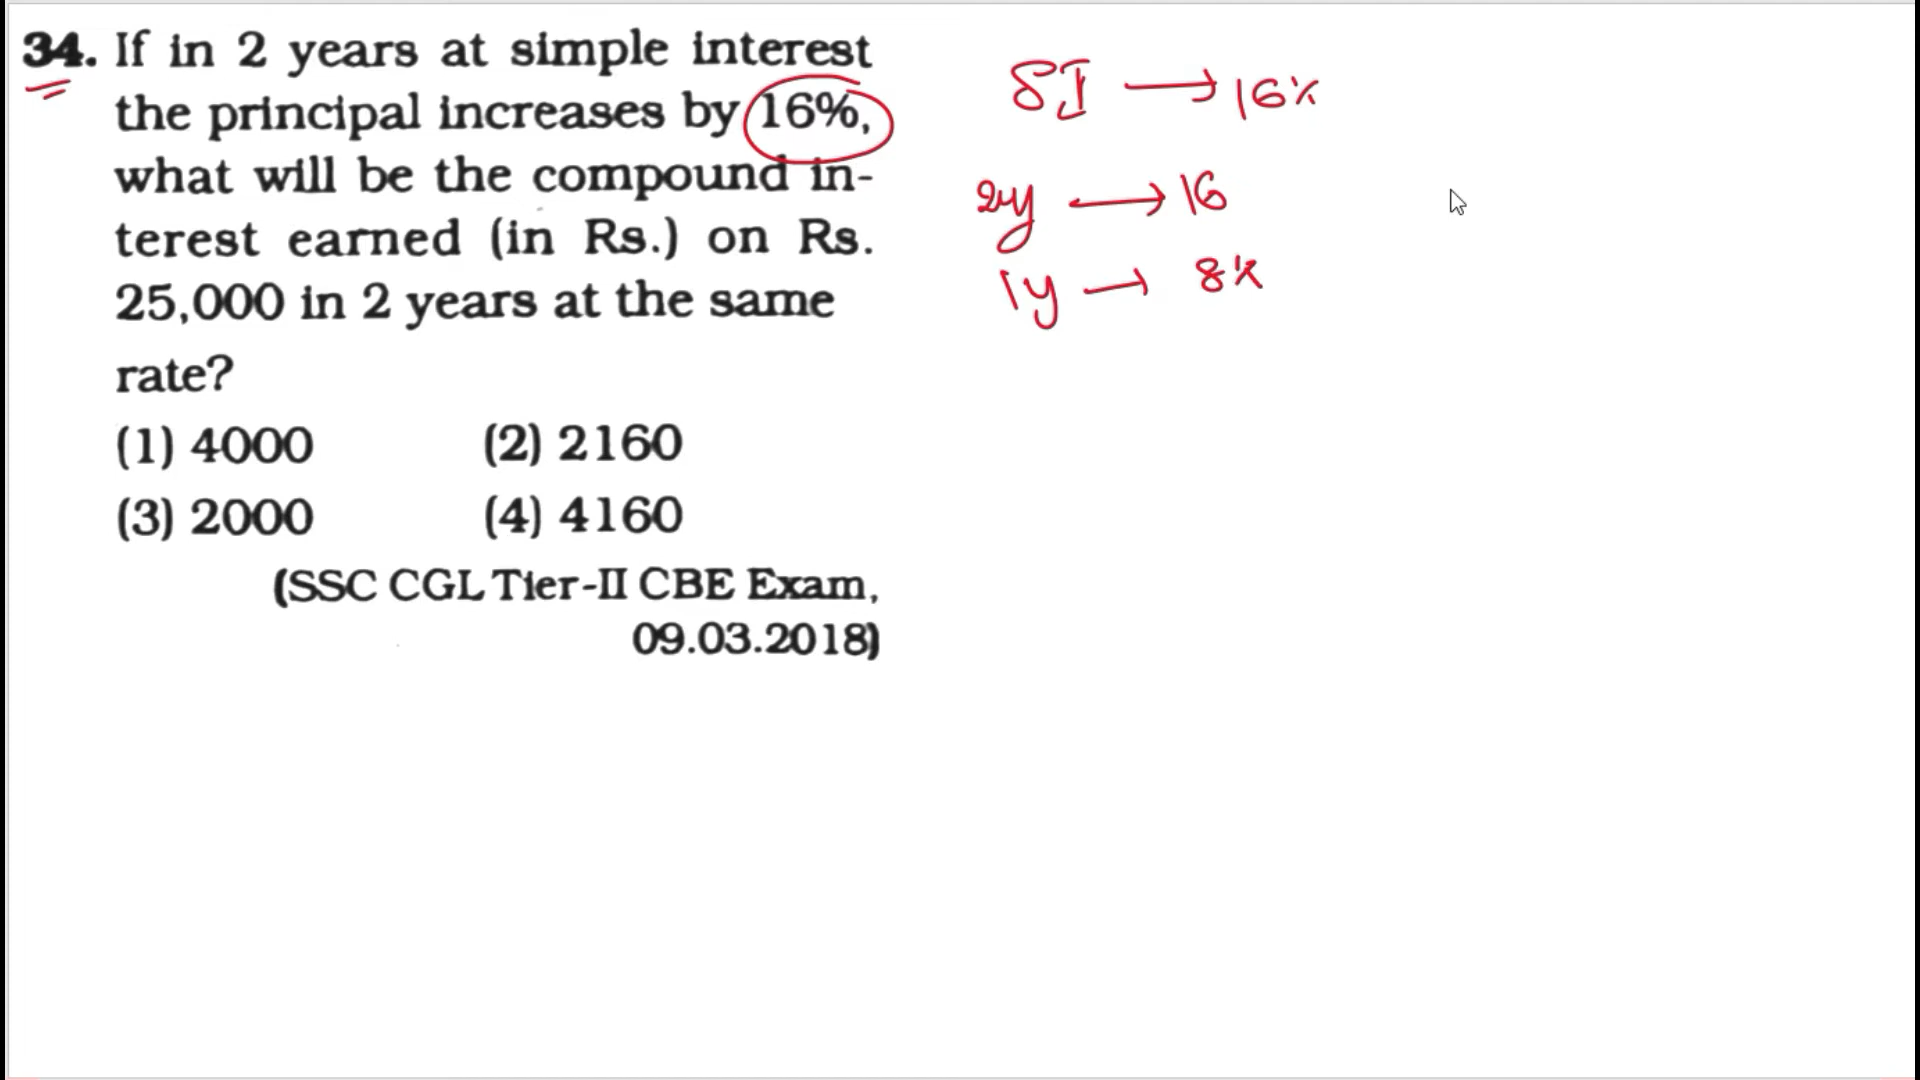 34. If in 2 years at simple interest
the principal increases by 16%,
what will be the compound in-
terest earned (in Rs.) on Rs.
25,000 in 2 years at the same
rate?
(1) 4000 (2) 2160
(3) 2000 (4) 4160
(SSC CGL Tier-II CBE Exam,
09.03.2018)
SI → 16%
2y → 16
1y → 8%